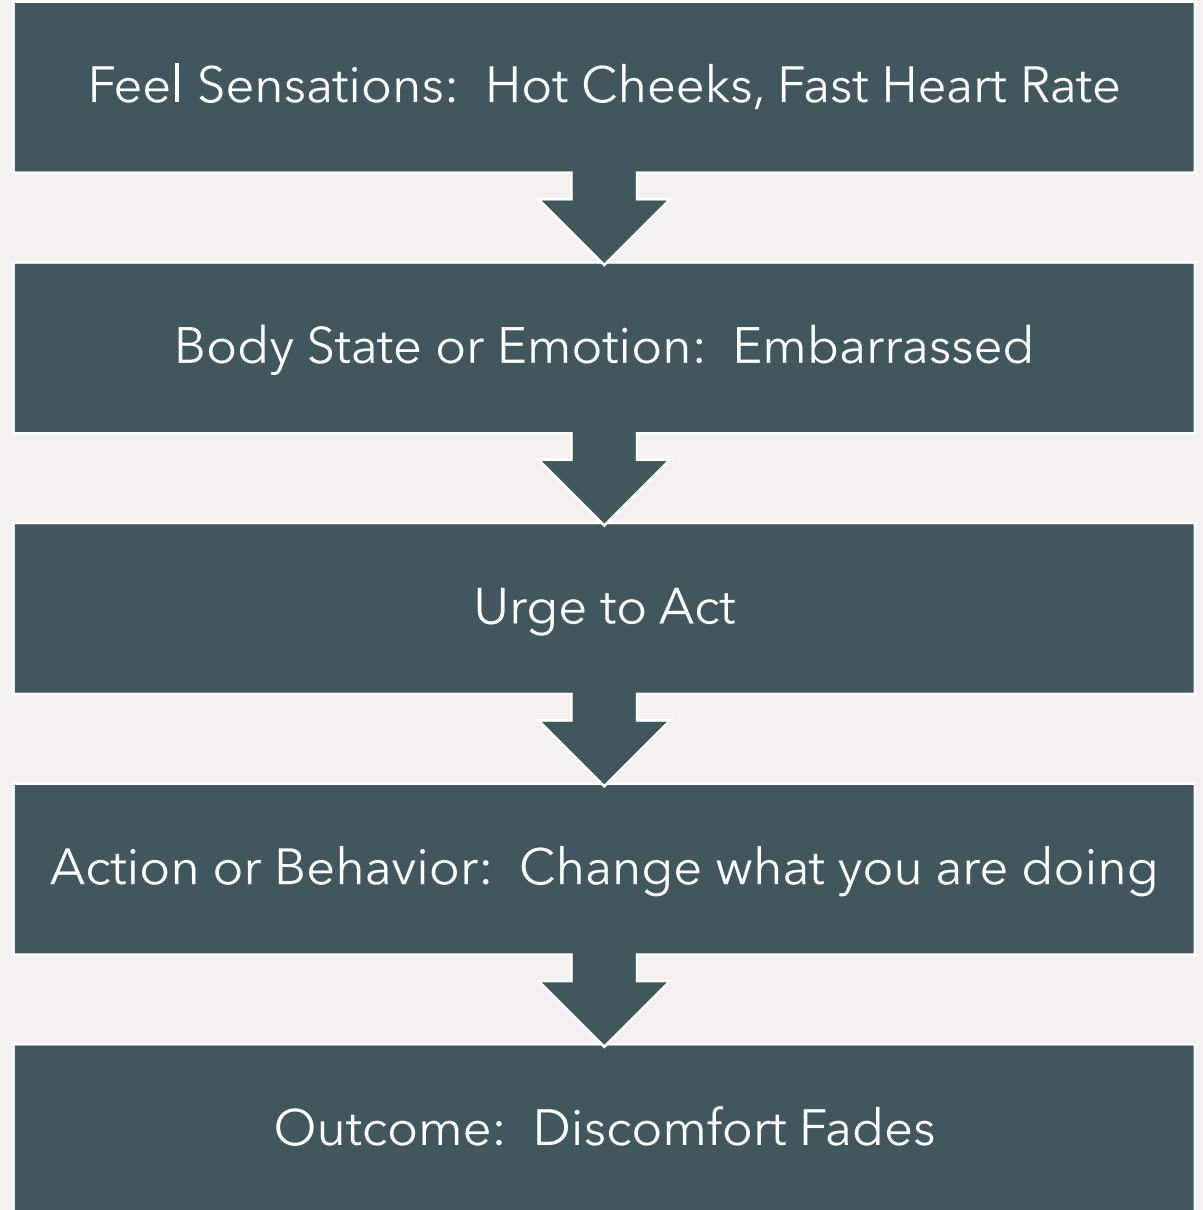 Feel Sensations:  Hot Cheeks, Fast Heart Rate
Body State or Emotion:  Embarrassed
Urge to Act
Action or Behavior:  Change what you are doing
Outcome:  Discomfort Fades